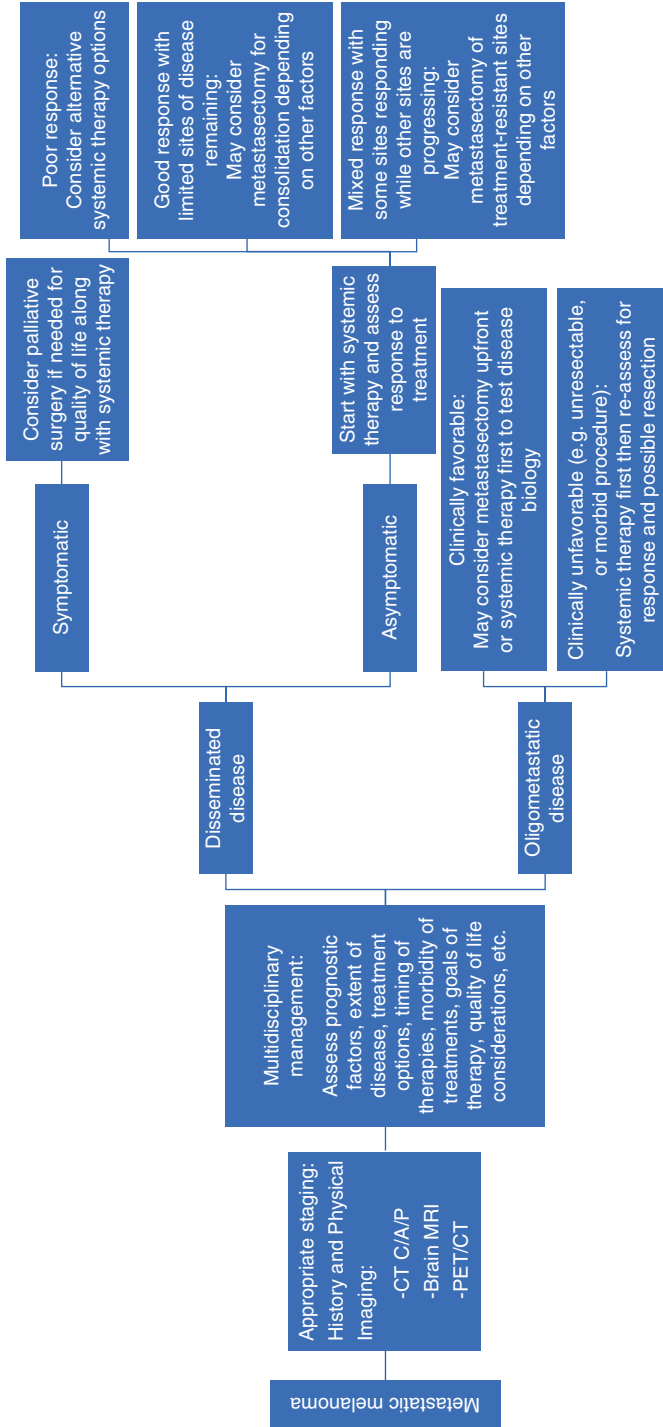 Metastatic melanoma
Appropriate staging:
History and Physical
Imaging:
-CT C/A/P
-Brain MRI
-PET/CT
Multidisciplinary
management:
Assess prognostic
factors, extent of
disease, treatment
options, timing of
therapies, morbidity of
treatments, goals of
therapy, quality of life
considerations, etc.
Disseminated
disease
Symptomatic
Consider palliative
surgery if needed for
quality of life along
with systemic therapy
Asymptomatic
Start with systemic
therapy and assess
response to
treatment
Poor response:
Consider alternative
systemic therapy options
Good response with
limited sites of disease
remaining:
May consider
metastasectomy for
consolidation depending
on other factors
Mixed response with
some sites responding
while other sites are
progressing:
May consider
metastasectomy of
treatment-resistant sites
depending on other
factors
Oligometastatic
disease
Clinically favorable:
May consider metastasectomy upfront
or systemic therapy first to test disease
biology
Clinically unfavorable (e.g. unresectable,
or morbid procedure):
Systemic therapy first then re-assess for
response and possible resection